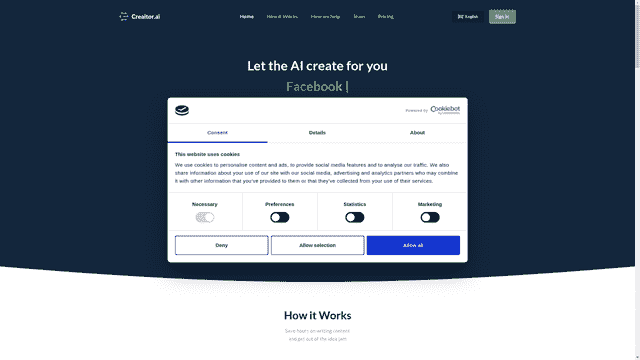 Creaitor.ai
Home
How it Works
How we help
Team
Pricing
English
Sign In
Let the AI create for you
Facebook |
Powered by Cookiebot
Consent
Details
About
This website uses cookies
We use cookies to personalise content and ads, to provide social media features and to analyse our traffic. We also
share information about your use of our site with our social media, advertising and analytics partners who may combine
it with other information that you've provided to them or that they've collected from your use of their services.
Necessary
Preferences
Statistics
Marketing
Deny
Allow selection
Allow all
How it Works
Save hours on writing content
and get out of the idea jam!